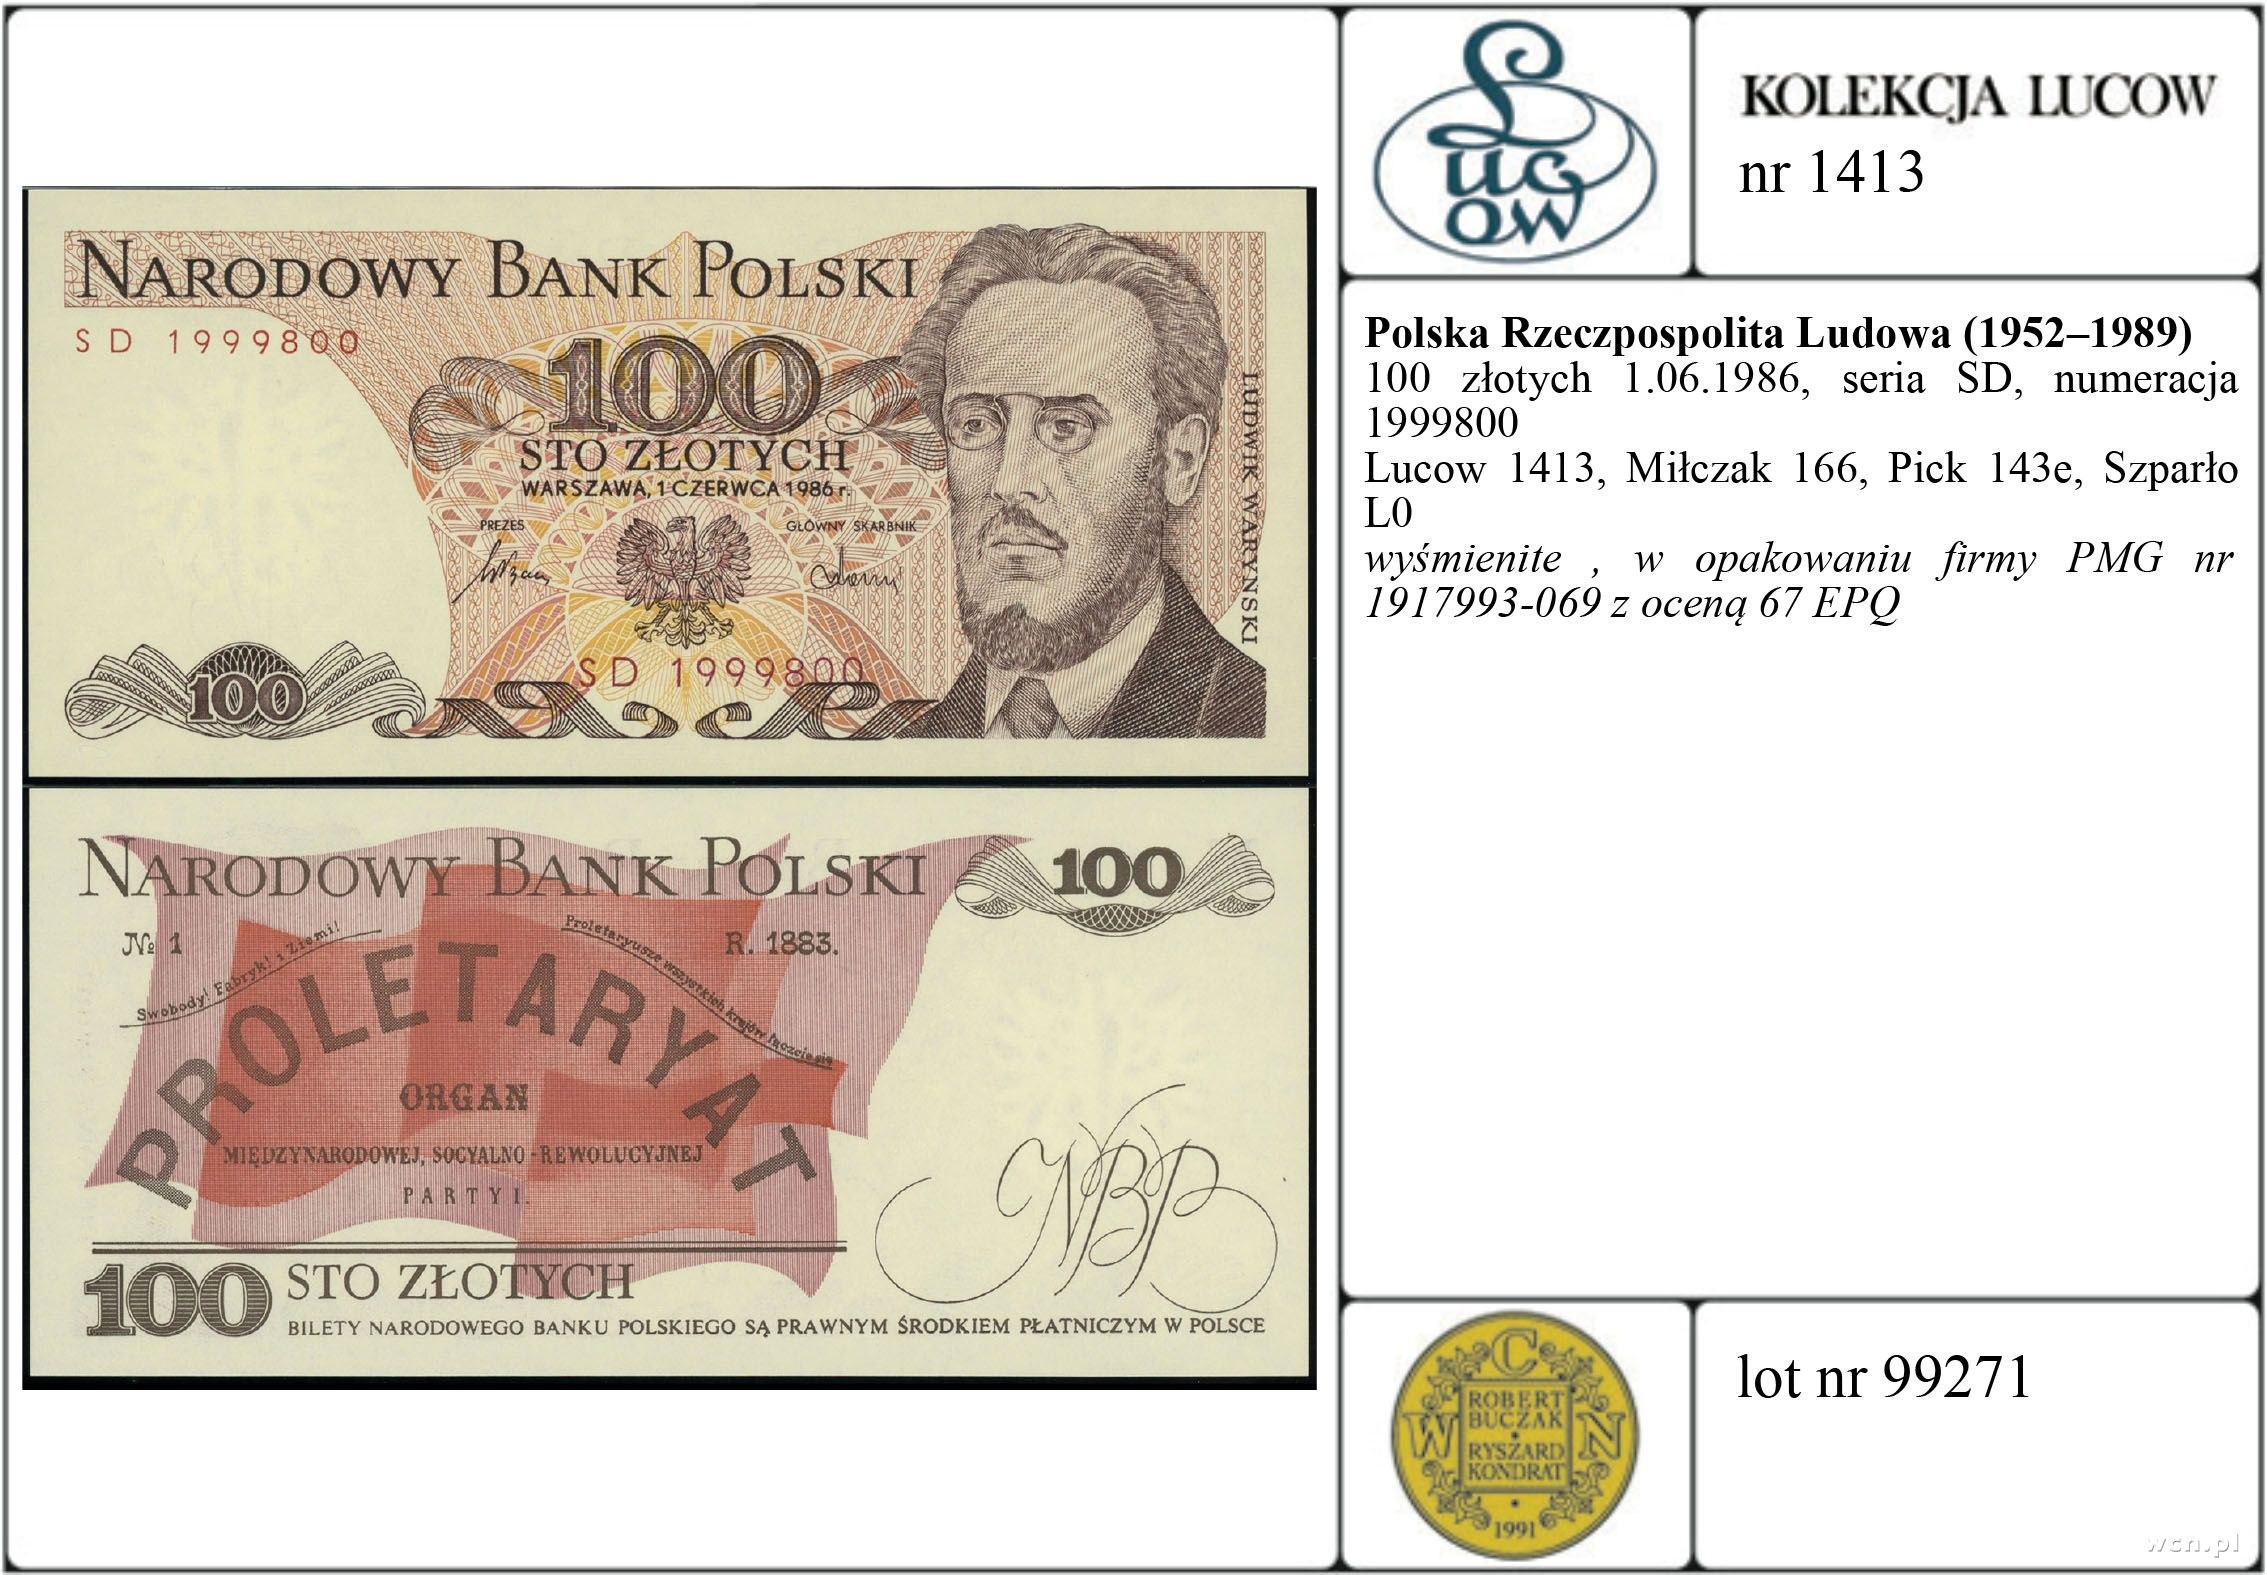 NARODOWY BANK POLSKI
SD 1999800
100
STO ZŁOTYCH
WARSZAWA, 1 CZERWCA 1986 r.
PREZES
GŁÓWNY SKARBNIK
LUDWIK WARYŃSKI
SD 1999800
100
NARODOWY BANK POLSKI
100
№ 1
R. 1883.
Swobody! Fabryk! i Ziemi!
Proletaryusze wszystkich krajów łączcie się
PROLETARYAT
ORGAN
MIĘDZYNARODOWEJ, SOCYALNO-REWOLUCYJNEJ
PARTYI.
NBP
100 STO ZŁOTYCH
BILETY NARODOWEGO BANKU POLSKIEGO SĄ PRAWNYM ŚRODKIEM PŁATNICZYM W POLSCE
Lucow
KOLEKCJA LUCOW
nr 1413
Polska Rzeczpospolita Ludowa (1952–1989)
100 złotych 1.06.1986, seria SD, numeracja
1999800
Lucow 1413, Miłczak 166, Pick 143e, Szparło
L0
wyśmienite , w opakowaniu firmy PMG nr
1917993-069 z oceną 67 EPQ
W C N
ROBERT
BUCZAK
RYSZARD
KONDRAT
1991
lot nr 99271
wcn.pl